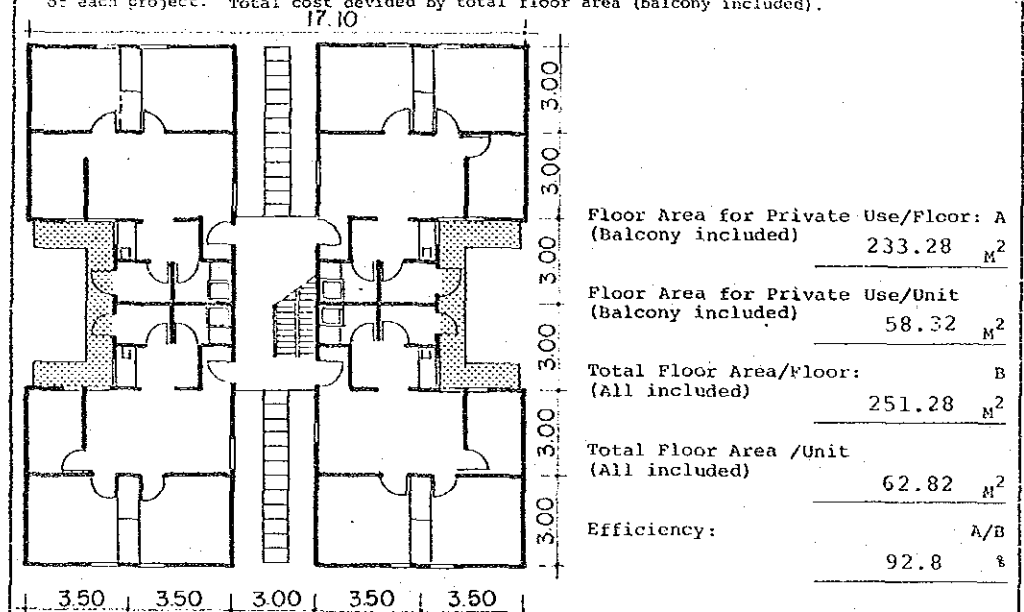 of each project. Total cost devided by total floor area (balcony included).
17.10
3.00
3.00
3.00
3.00
3.00
3.00
Floor Area for Private Use/Floor: A
(Balcony included)
233.28 M²
Floor Area for Private Use/Unit
(Balcony included)
58.32 M²
Total Floor Area/Floor: B
(All included)
251.28 M²
Total Floor Area /Unit
(All included)
62.82 M²
Efficiency: A/B
92.8 %
3.50 3.50 3.00 3.50 3.60